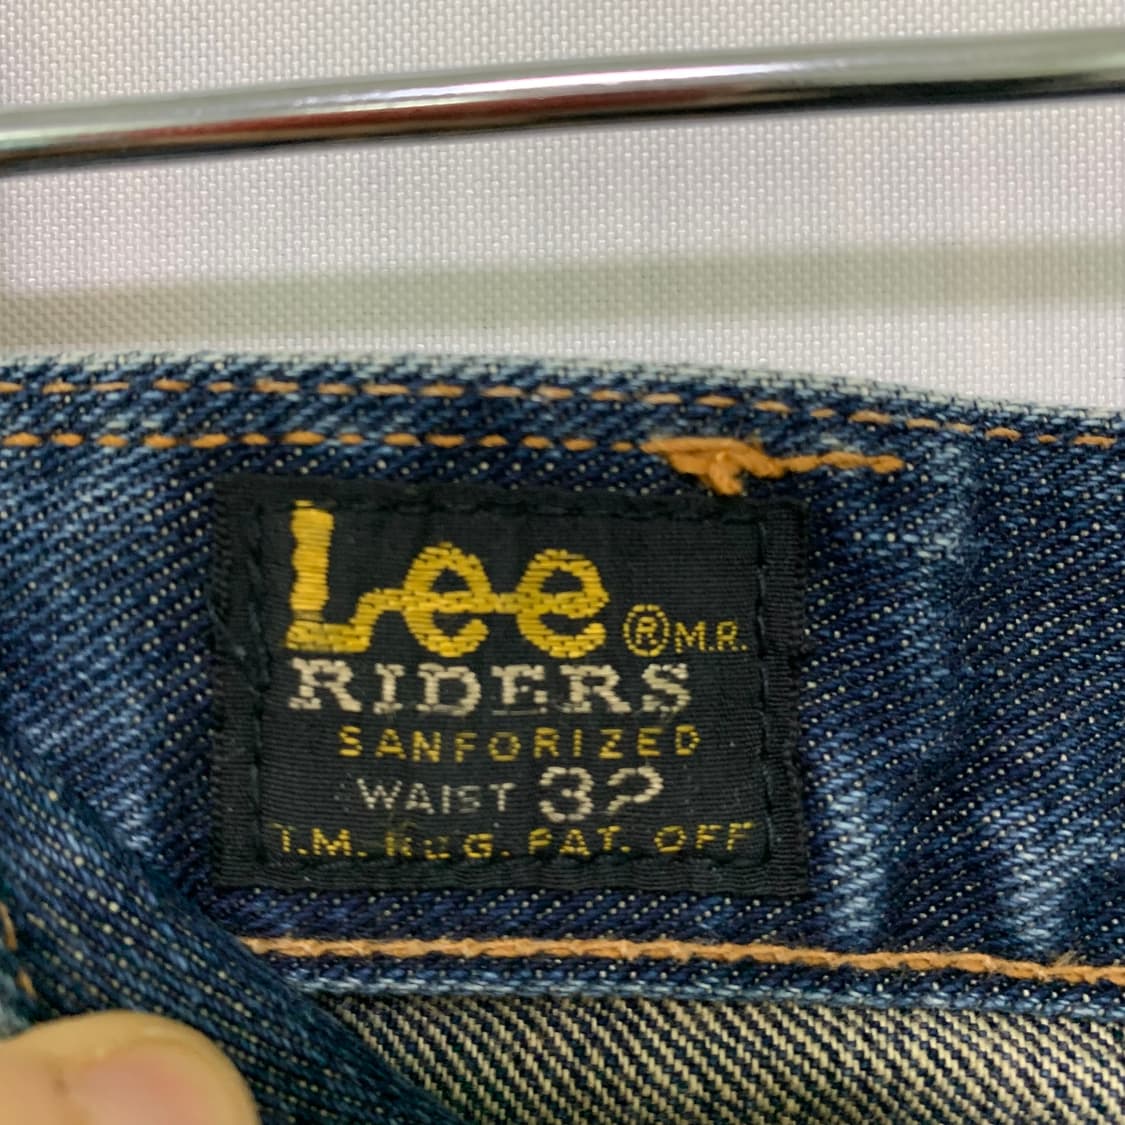 Lee ® M.R.
RIDERS
SANFORIZED
WAIST 32
T.M. REG. PAT. OFF